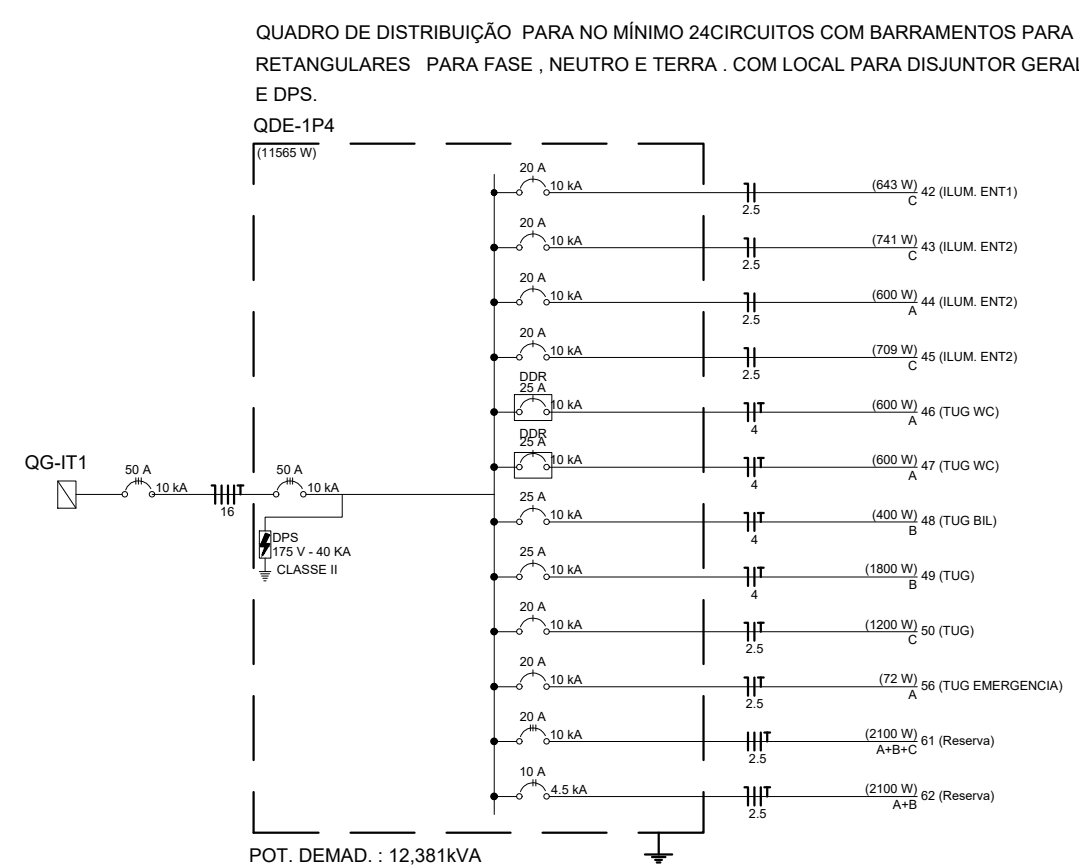 QUADRO DE DISTRIBUIÇÃO PARA NO MÍNIMO 24CIRCUITOS COM BARRAMENTOS PARA
RETANGULARES PARA FASE , NEUTRO E TERRA . COM LOCAL PARA DISJUNTOR GERAL
E DPS.
QDE-1P4
(11565 W)
20 A
10 kA
2.5
(643 W)
C
42 (ILUM. ENT1)
20 A
10 kA
2.5
(741 W)
C
43 (ILUM. ENT2)
20 A
10 kA
2.5
(600 W)
A
44 (ILUM. ENT2)
20 A
10 kA
2.5
(709 W)
C
45 (ILUM. ENT2)
DDR
25 A
10 kA
T
4
(600 W)
A
46 (TUG WC)
DDR
25 A
10 kA
T
4
(600 W)
A
47 (TUG WC)
QG-IT1
50 A
10 kA
T
16
50 A
10 kA
DPS
175 V - 40 KA
CLASSE II
25 A
10 kA
T
4
(400 W)
B
48 (TUG BIL)
25 A
10 kA
T
4
(1800 W)
B
49 (TUG)
20 A
10 kA
T
2.5
(1200 W)
C
50 (TUG)
20 A
10 kA
T
2.5
(72 W)
A
56 (TUG EMERGENCIA)
20 A
10 kA
T
2.5
(2100 W)
A+B+C
61 (Reserva)
10 A
4.5 kA
T
2.5
(2100 W)
A+B
62 (Reserva)
POT. DEMAD. : 12,381kVA